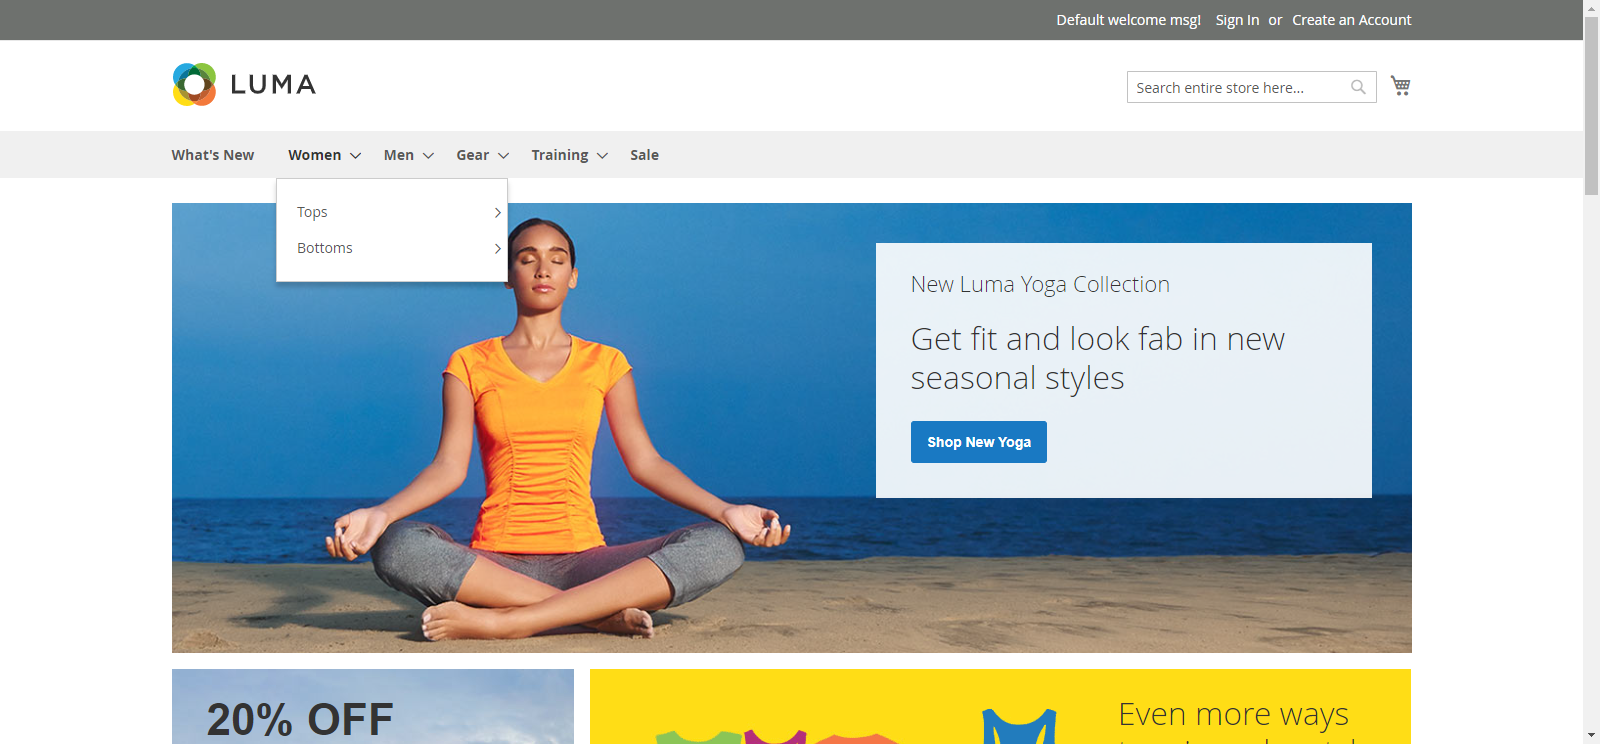 Default welcome msg! Sign In or Create an Account
LUMA
Search entire store here...
What's New Women Men Gear Training Sale
Tops
Bottoms
New Luma Yoga Collection
Get fit and look fab in new
seasonal styles
Shop New Yoga
20% OFF
Even more ways